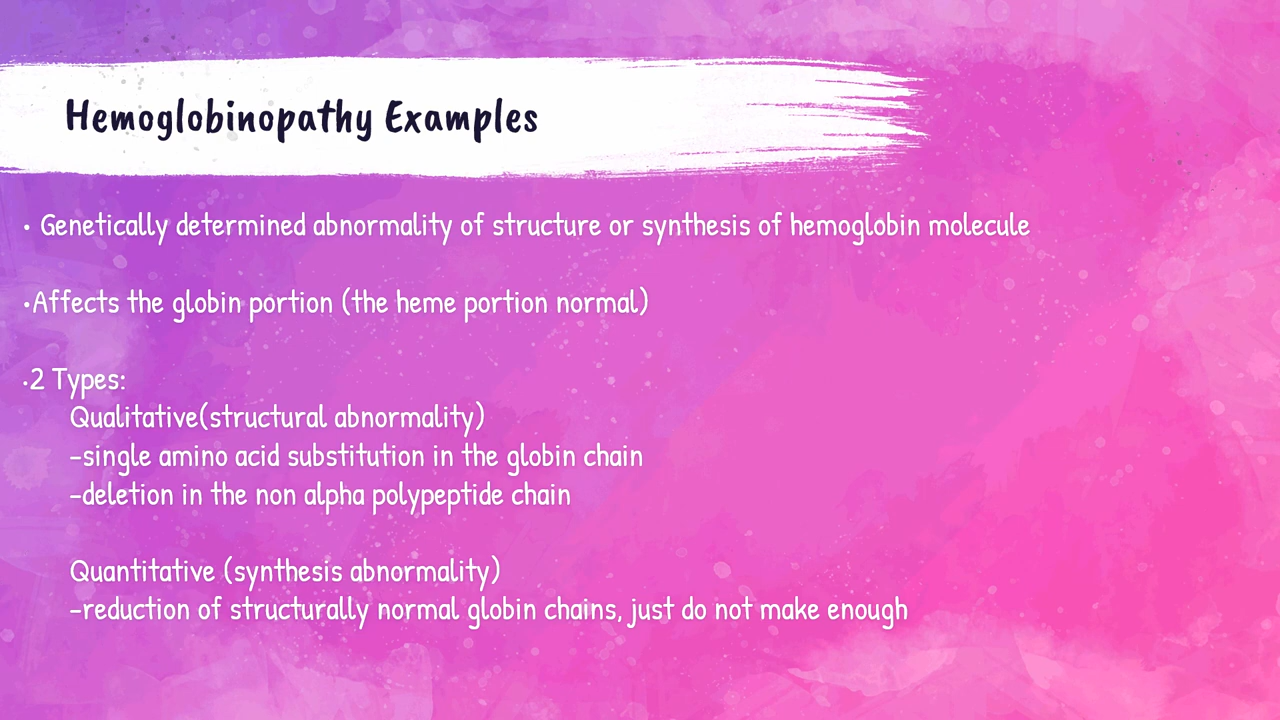 Hemoglobinopathy Examples
• Genetically determined abnormality of structure or synthesis of hemoglobin molecule
•Affects the globin portion (the heme portion normal)
•2 Types:
Qualitative(structural abnormality)
-single amino acid substitution in the globin chain
-deletion in the non alpha polypeptide chain
Quantitative (synthesis abnormality)
-reduction of structurally normal globin chains, just do not make enough